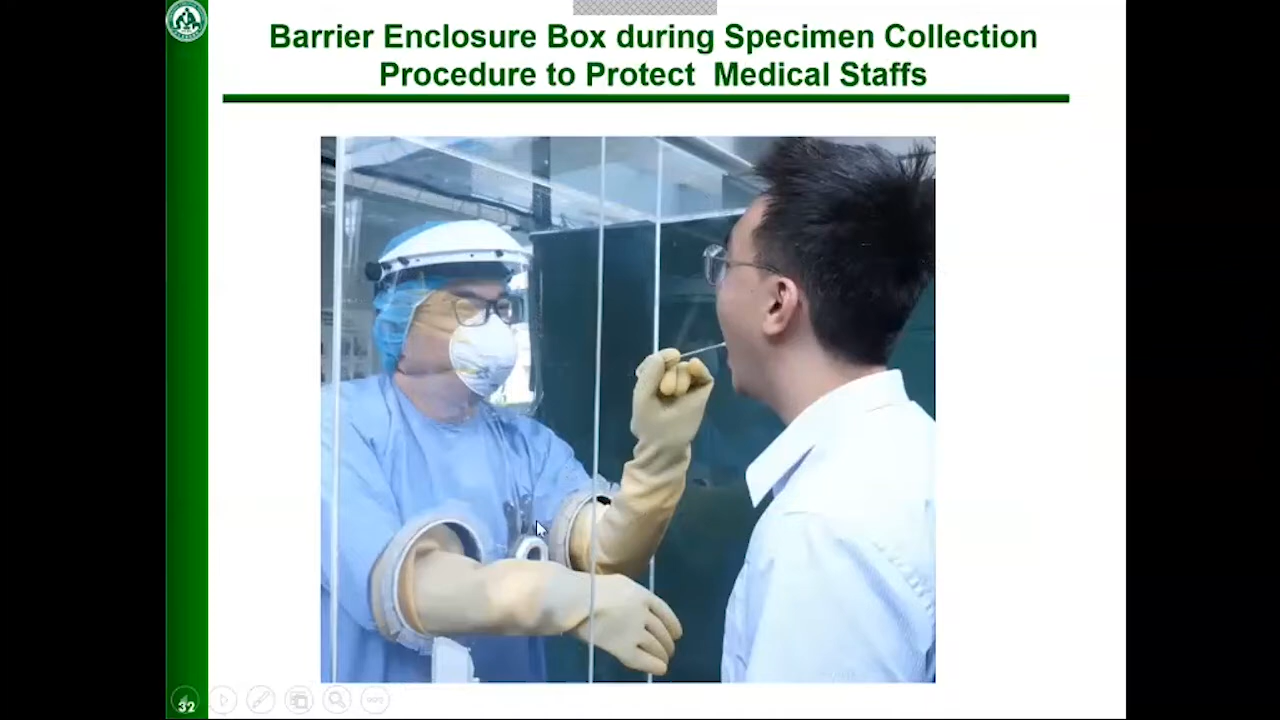 Barrier Enclosure Box during Specimen Collection
Procedure to Protect  Medical Staffs
32